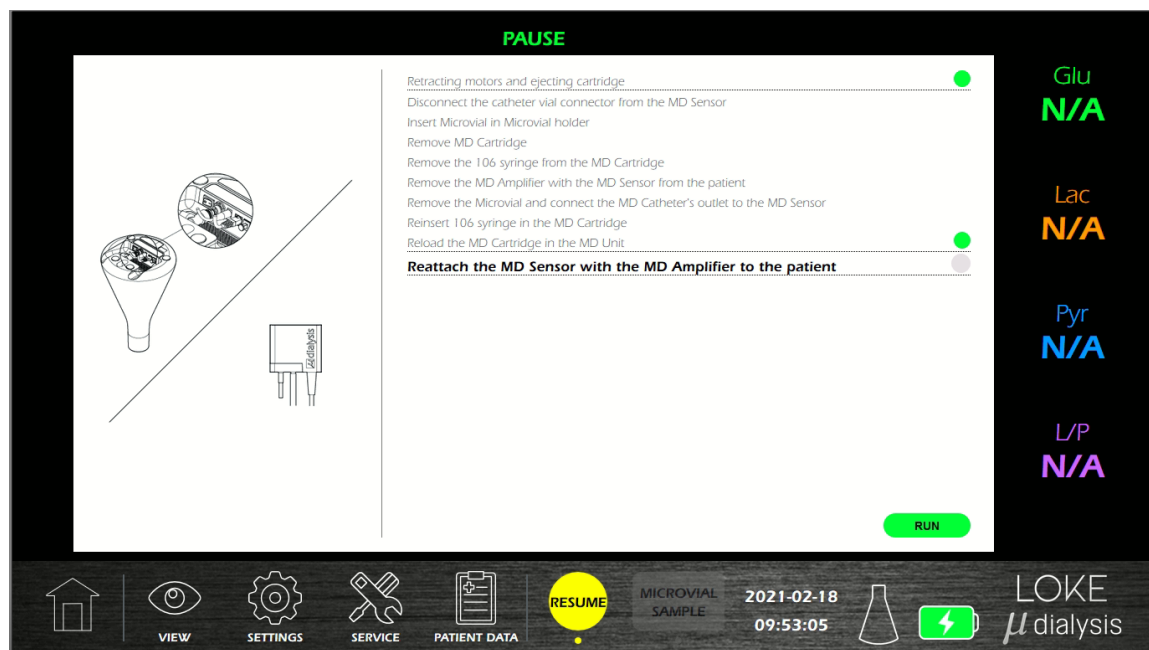 PAUSE
Retracting motors and ejecting cartridge
Disconnect the catheter vial connector from the MD Sensor
Insert Microvial in Microvial holder
Remove MD Cartridge
Remove the 106 syringe from the MD Cartridge
Remove the MD Amplifier with the MD Sensor from the patient
Remove the Microvial and connect the MD Catheter's outlet to the MD Sensor
Reinsert 106 syringe in the MD Cartridge
Reload the MD Cartridge in the MD Unit
Reattach the MD Sensor with the MD Amplifier to the patient
μdialysis
RUN
Glu
N/A
Lac
N/A
Pyr
N/A
L/P
N/A
VIEW
SETTINGS
SERVICE
PATIENT DATA
RESUME
MICROVIAL
SAMPLE
2021-02-18
09:53:05
LOKE
μ dialysis